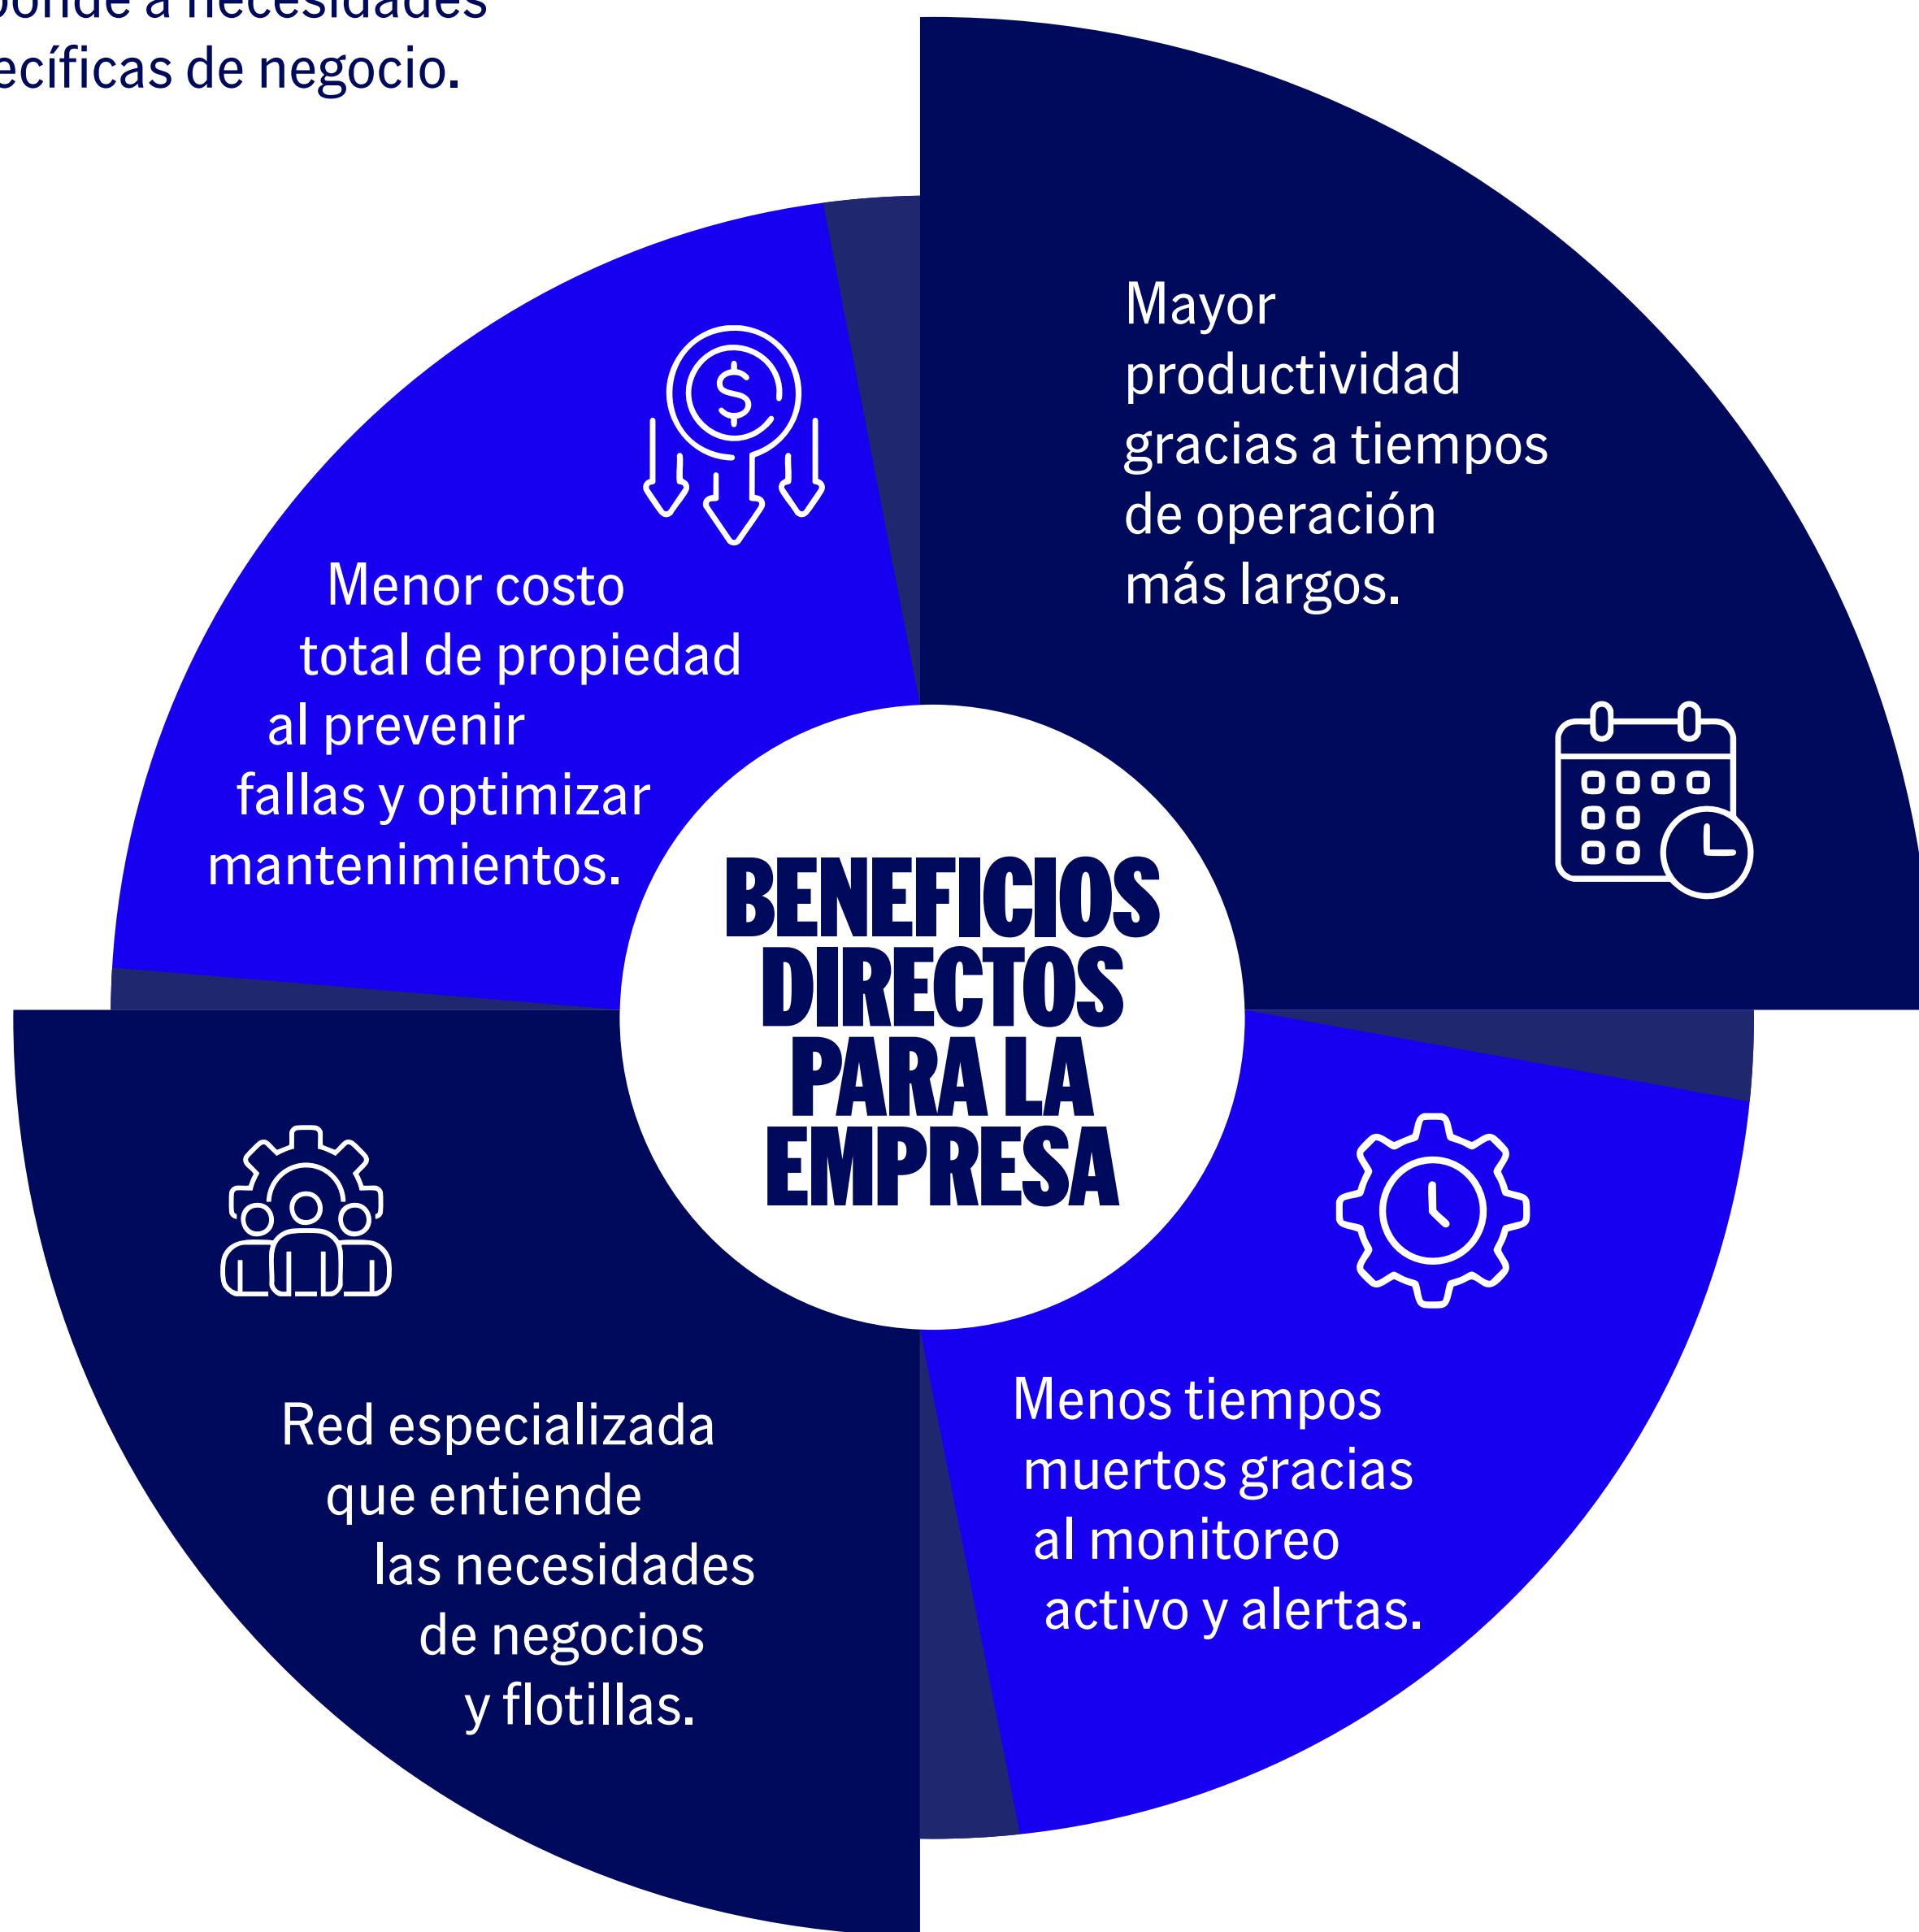 a necesidades
de negocio.
Menor costo
total de propiedad
al prevenir
fallas y optimizar
mantenimientos.
Mayor
productividad
gracias a tiempos
de operación
más largos.
BENEFICIOS
DIRECTOS
PARA LA
EMPRESA
Red especializada
que entiende
las necesidades
de negocios
y flotillas.
Menos tiempos
muertos gracias
al monitoreo
activo y alertas.